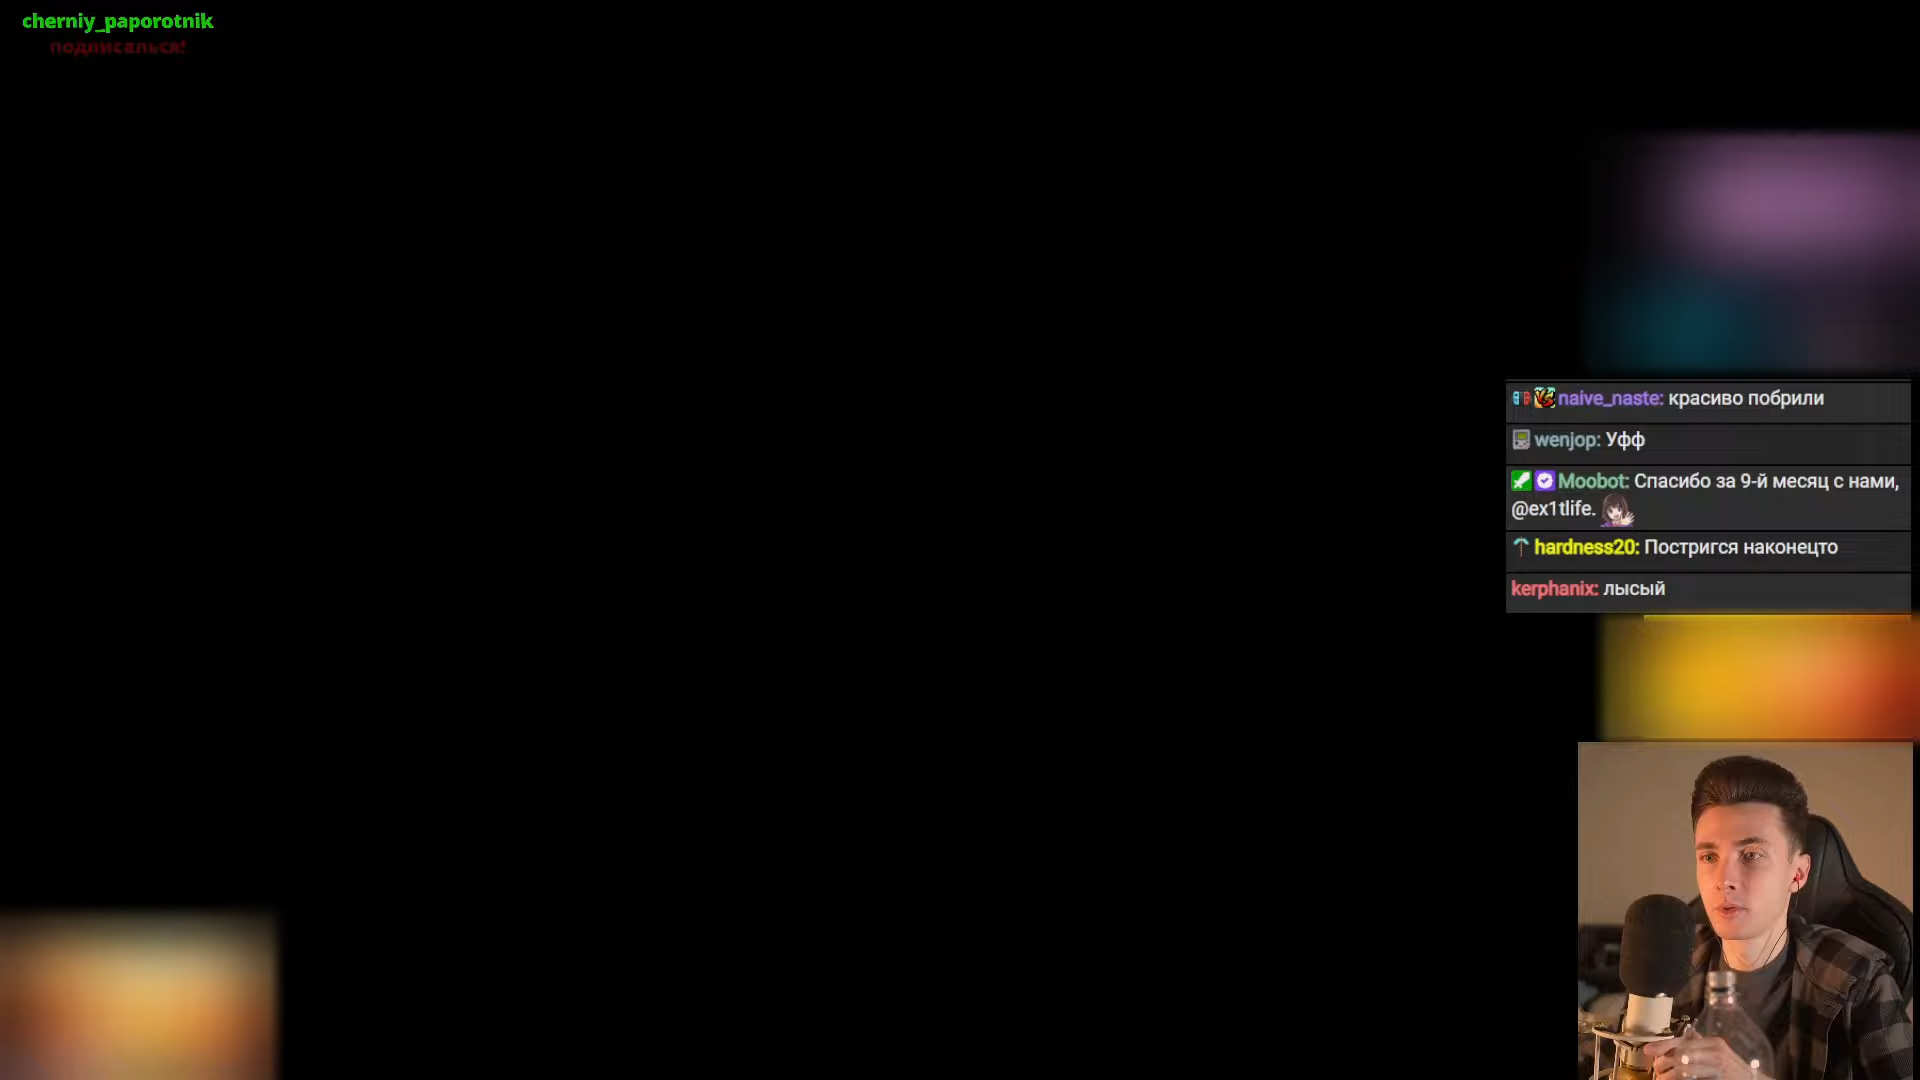 cherniy_paporotnik
подписалься!
naive_naste: красиво побрили
wenjop: Уфф
Moobot: Спасибо за 9-й месяц с нами,
@ex1tlife.
hardness20: Постригся наконецто
kerphanix: лысый